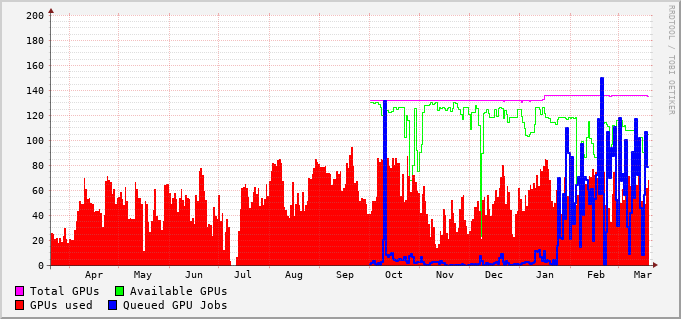 200
180
160
140
120
100
80
60
40
20
0
Apr May Jun Jul Aug Sep Oct Nov Dec Jan Feb Mar
Total GPUs Available GPUs
GPUs used Queued GPU Jobs
RRDTOOL / TOBI OETIKER